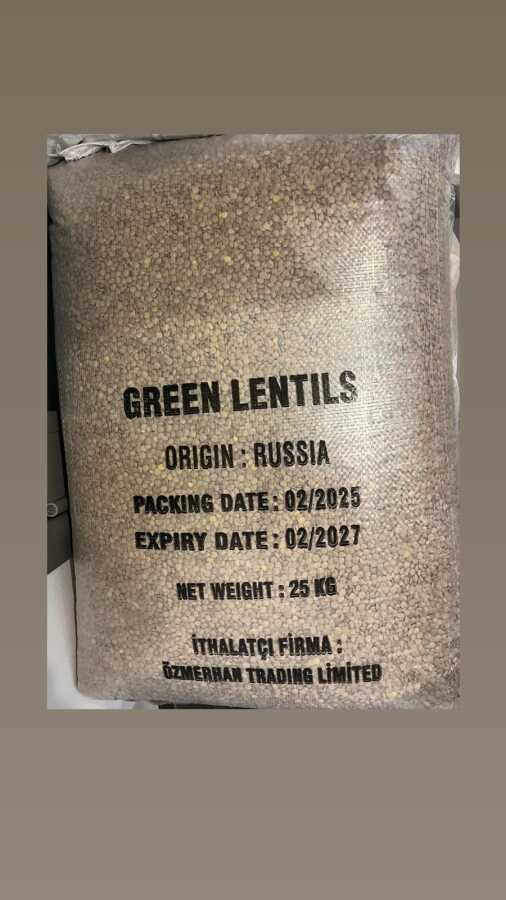 GREEN LENTILS
ORIGIN : RUSSIA
PACKING DATE : 02/2025
EXPIRY DATE : 02/2027
NET WEIGHT : 25 KG
İTHALATÇI FİRMA :
ÖZMERHAN TRADING LİMİTED